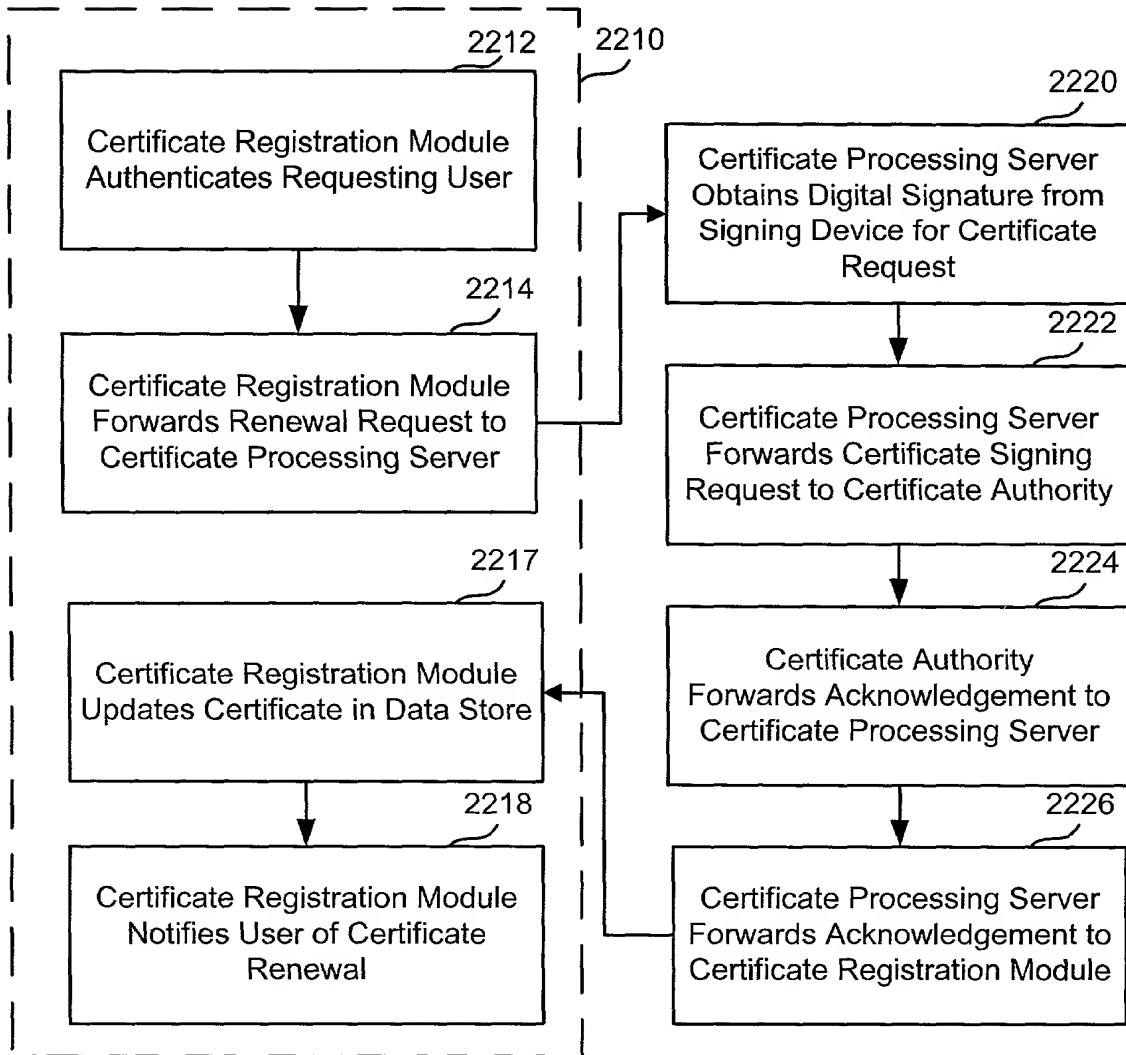 2212
2210
Certificate Registration Module
Authenticates Requesting User
2214
Certificate Registration Module
Forwards Renewal Request to
Certificate Processing Server
2220
Certificate Processing Server
Obtains Digital Signature from
Signing Device for Certificate
Request
2222
Certificate Processing Server
Forwards Certificate Signing
Request to Certificate Authority
2224
Certificate Authority
Forwards Acknowledgement to
Certificate Processing Server
2226
Certificate Processing Server
Forwards Acknowledgement to
Certificate Registration Module
2217
Certificate Registration Module
Updates Certificate in Data Store
2218
Certificate Registration Module
Notifies User of Certificate
Renewal